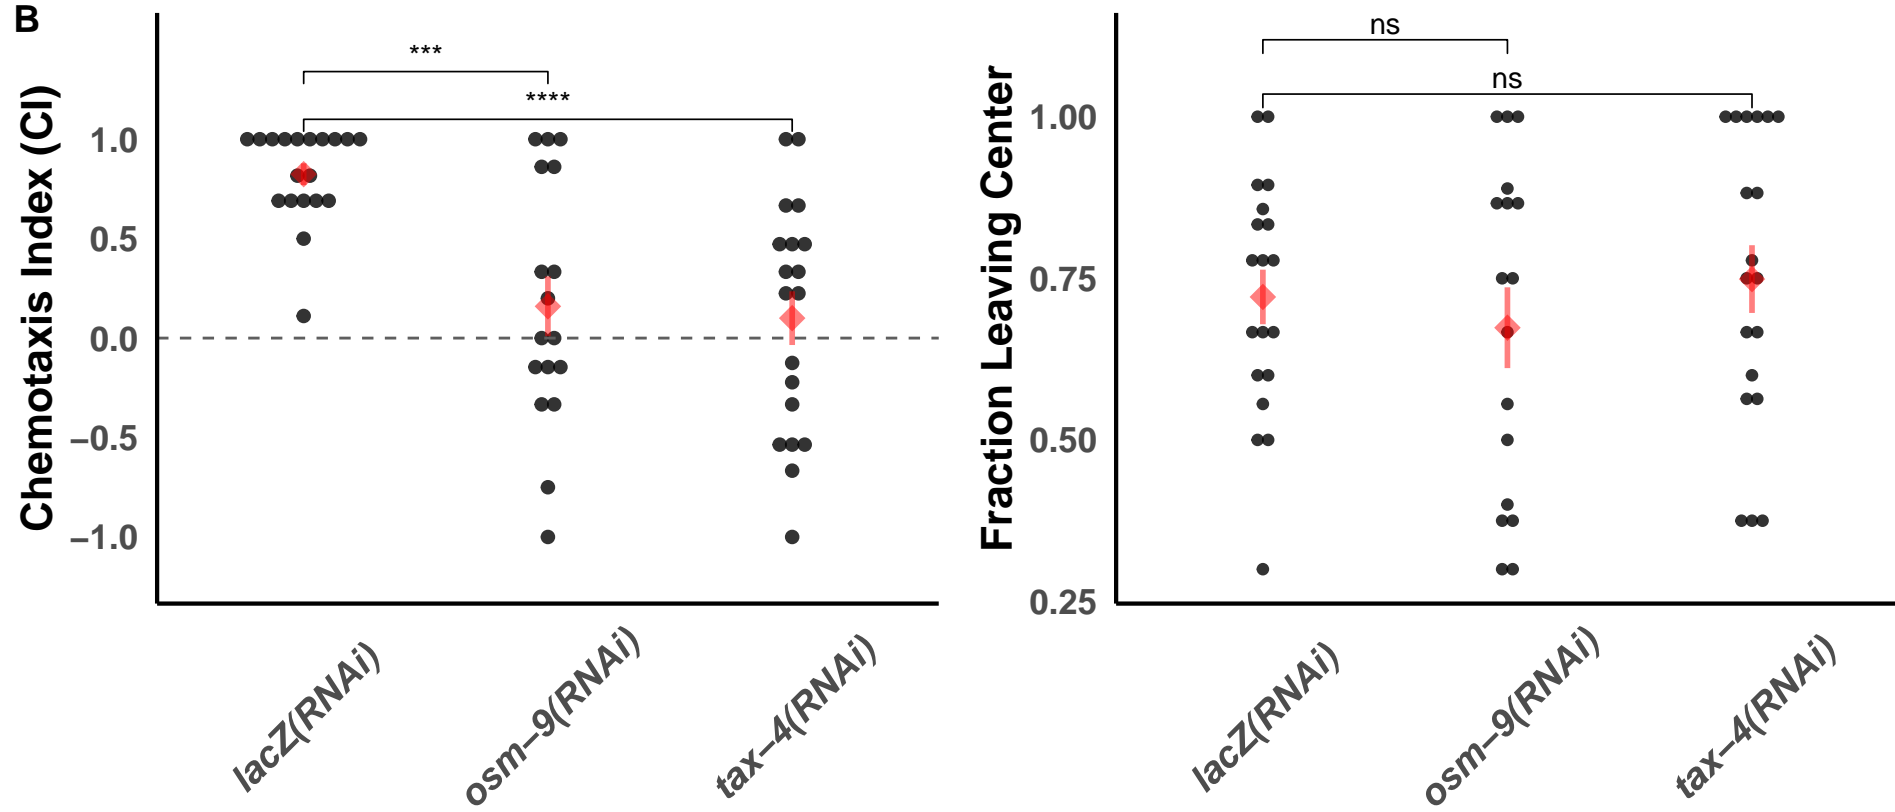 B
Chemotaxis Index (CI)
***
****
1.0
0.5
0.0
−0.5
−1.0
lacZ(RNAi)
osm−9(RNAi)
tax−4(RNAi)
Fraction Leaving Center
ns
ns
1.00
0.75
0.50
0.25
lacZ(RNAi)
osm−9(RNAi)
tax−4(RNAi)